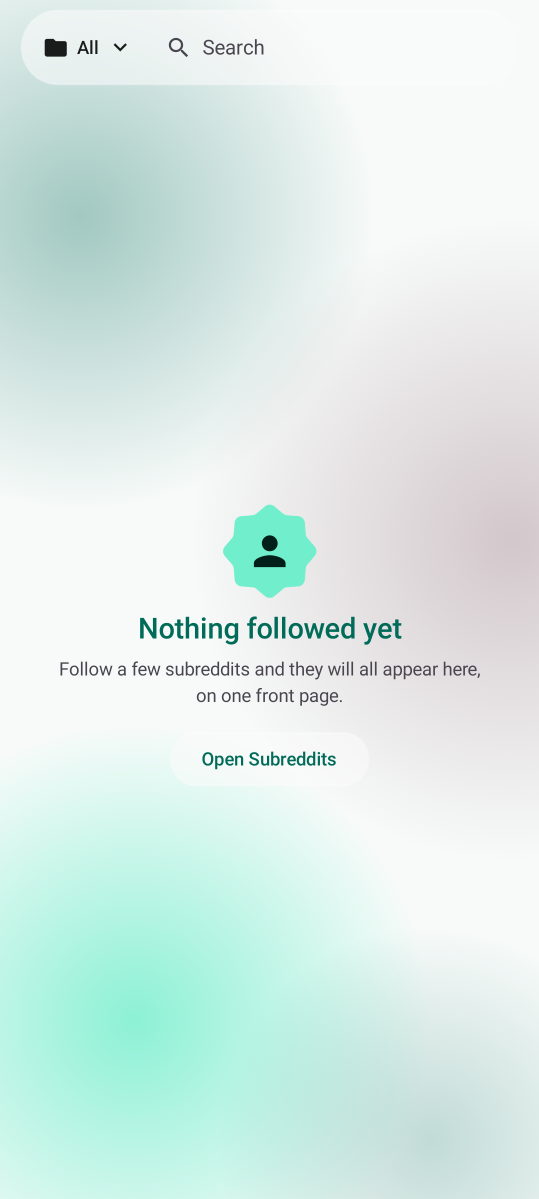 All
Search
Nothing followed yet
Follow a few subreddits and they will all appear here,
on one front page.
Open Subreddits